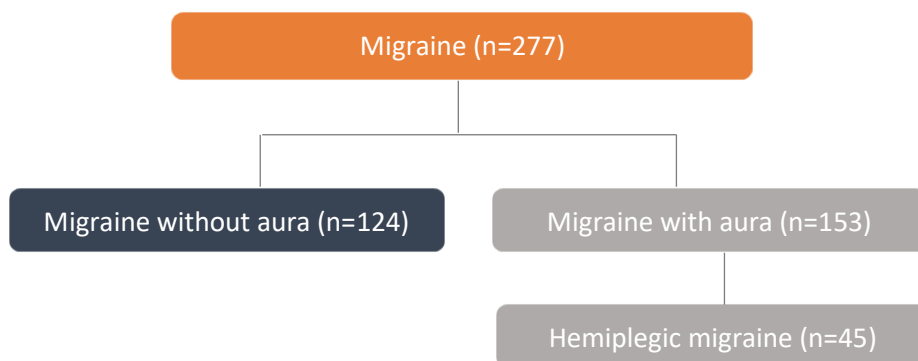 Migraine (n=277)
Migraine without aura (n=124)
Migraine with aura (n=153)
Hemiplegic migraine (n=45)